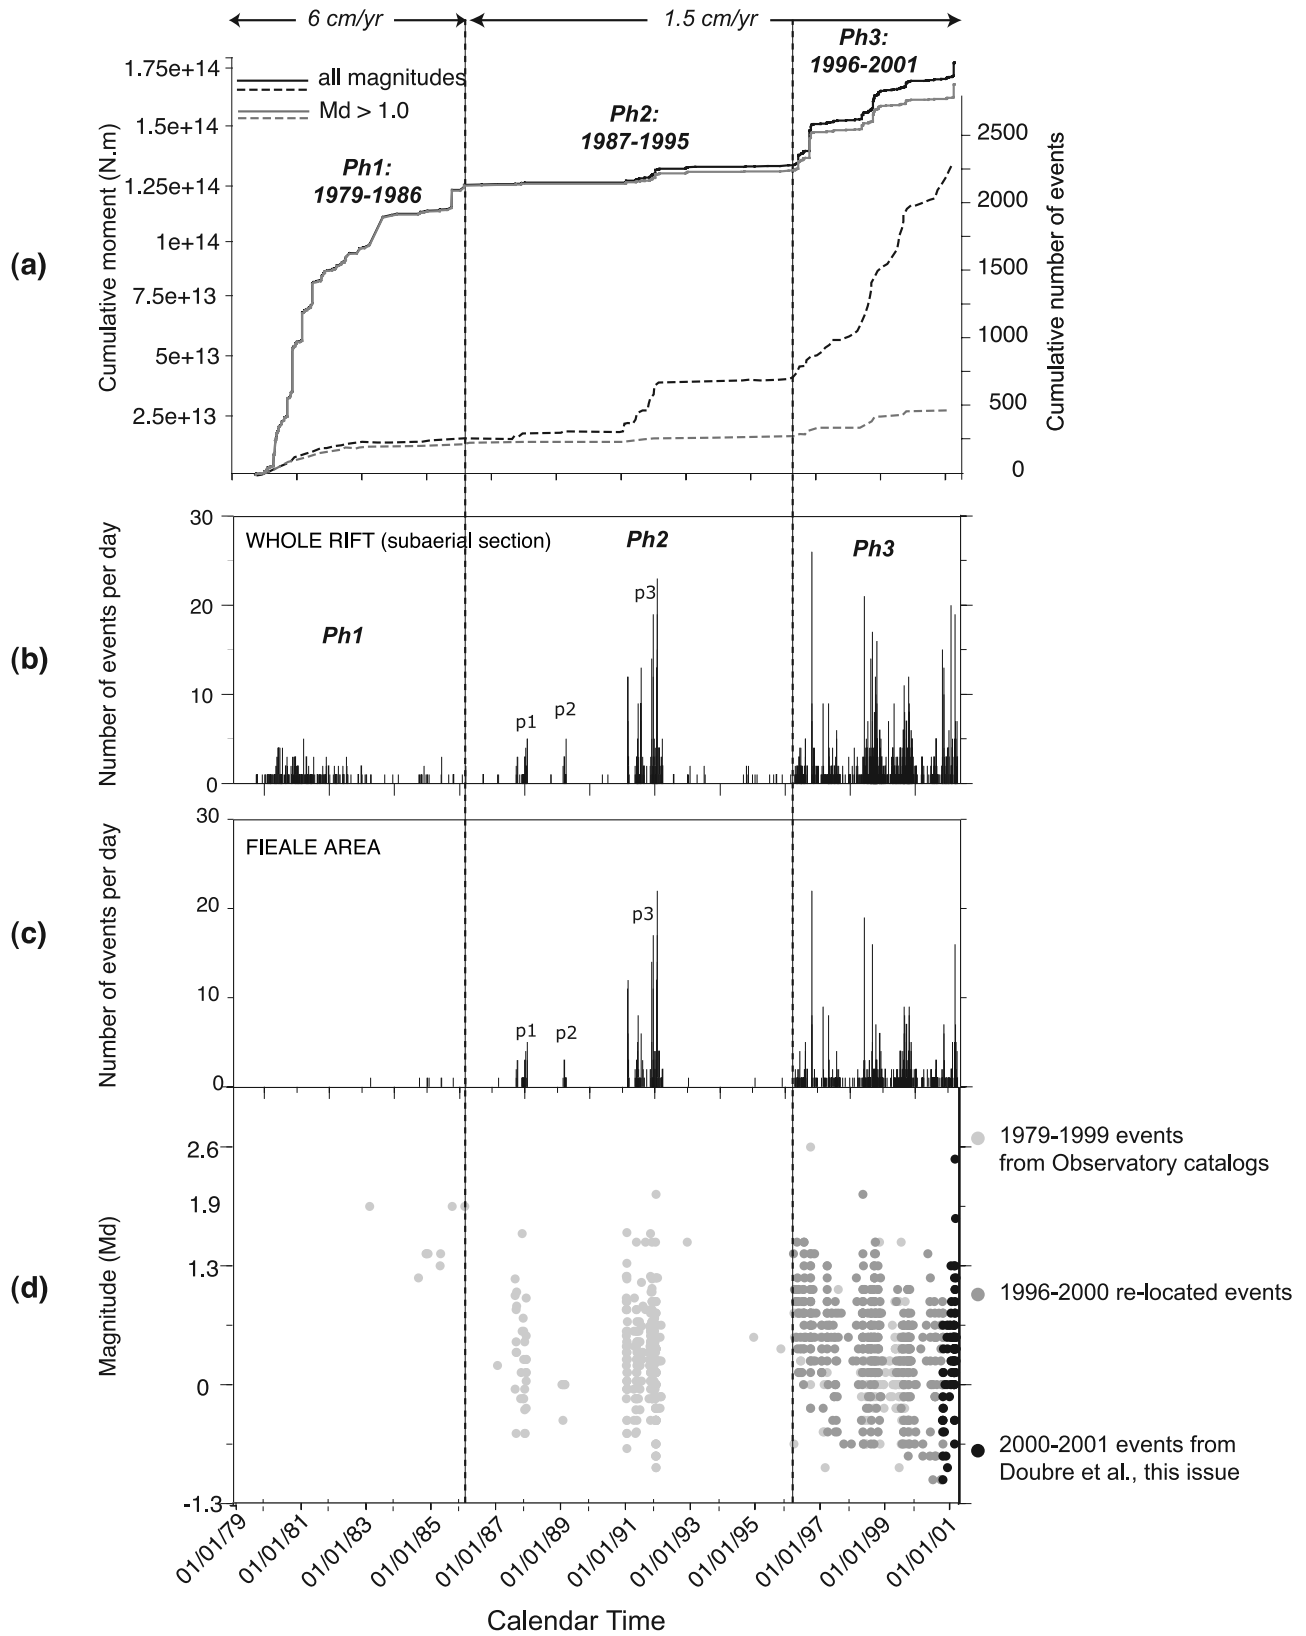 6 cm/yr
1.5 cm/yr
(a)
Cumulative moment (N.m)
1.75e+14
1.5e+14
1.25e+14
1e+14
7.5e+13
5e+13
2.5e+13
all magnitudes
Md > 1.0
Ph1:
1979-1986
Ph2:
1987-1995
Ph3:
1996-2001
2500
2000
1500
1000
500
0
Cumulative number of events
(b)
Number of events per day
30
20
10
0
WHOLE RIFT (subaerial section)
Ph1
Ph2
Ph3
p1
p2
p3
(c)
Number of events per day
30
20
10
0
FIEALE AREA
p1
p2
p3
(d)
Magnitude (Md)
2.6
1.9
1.3
0
-1.3
1979-1999 events
from Observatory catalogs
1996-2000 re-located events
2000-2001 events from
Doubre et al., this issue
01/01/79
01/01/81
01/01/83
01/01/85
01/01/87
01/01/89
01/01/91
01/01/93
01/01/95
01/01/97
01/01/99
01/01/01
Calendar Time